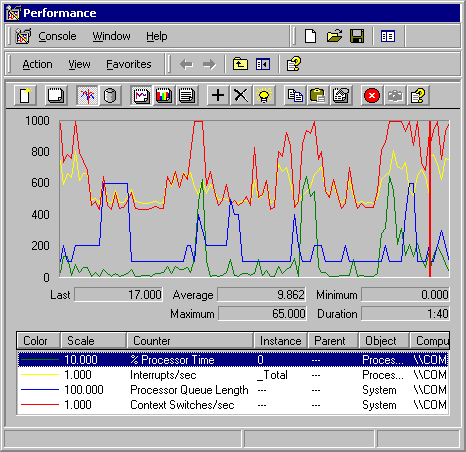 Performance
Console Window Help
Action View Favorites
1000
800
600
400
200
0
Last 17.000 Average 9.862 Minimum 0.000
Maximum 65.000 Duration 1:40
Color Scale Counter Instance Parent Object Compu
10.000 % Processor Time 0 --- Proces... \\COM
1.000 Interrupts/sec _Total --- Proces... \\COM
100.000 Processor Queue Length --- --- System \\COM
1.000 Context Switches/sec --- --- System \\COM